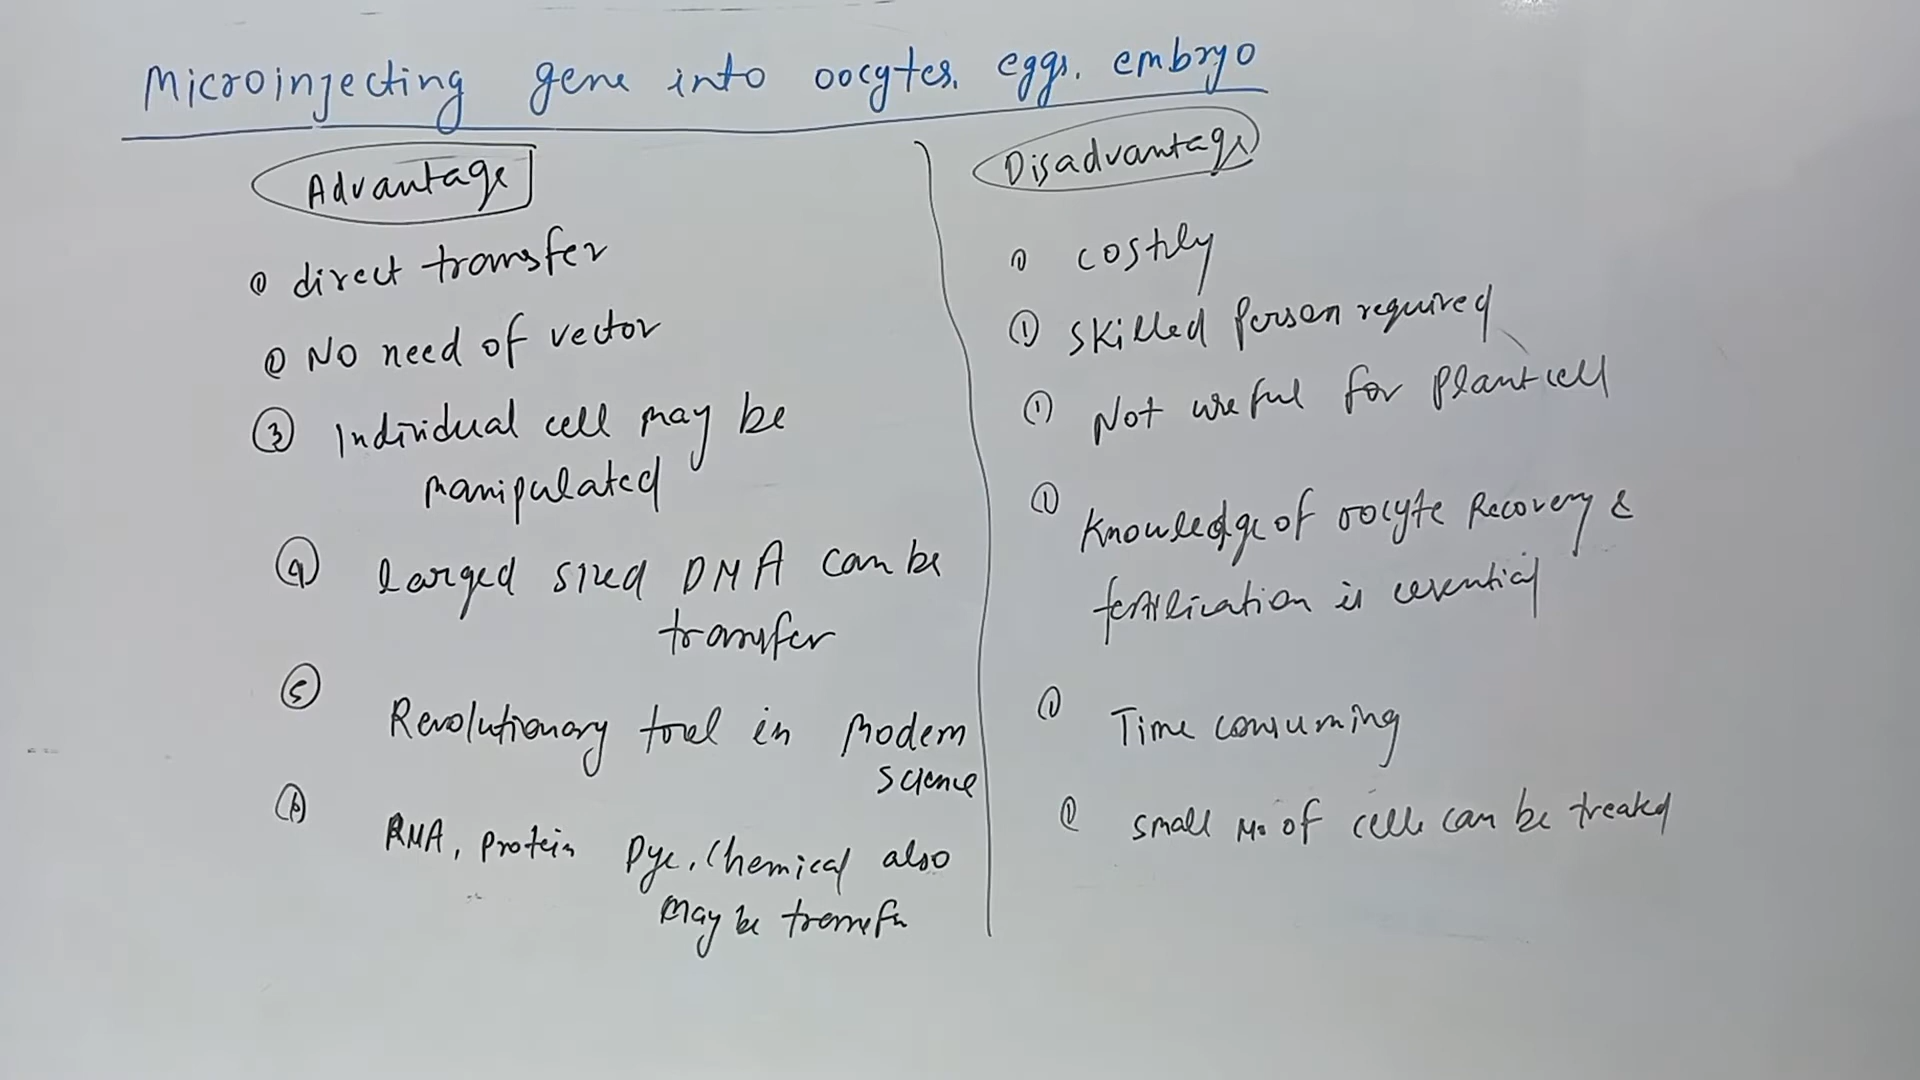 Microinjecting gene into oocytes, eggs, embryo
Advantage
① direct transfer
① No need of vector
③ Individual cell may be
manipulated
④ larged sized DNA can be
transfer
⑤
Revolutionary tool in Modern
science
⑥
RNA, protein Dye, Chemical also
may be transfer
Disadvantage
① costly
① skilled Person required
① Not useful for Plant cell
①
Knowledge of oocyte Recovery &
fertilization is essential
①
Time consuming
① small No of cells can be treated